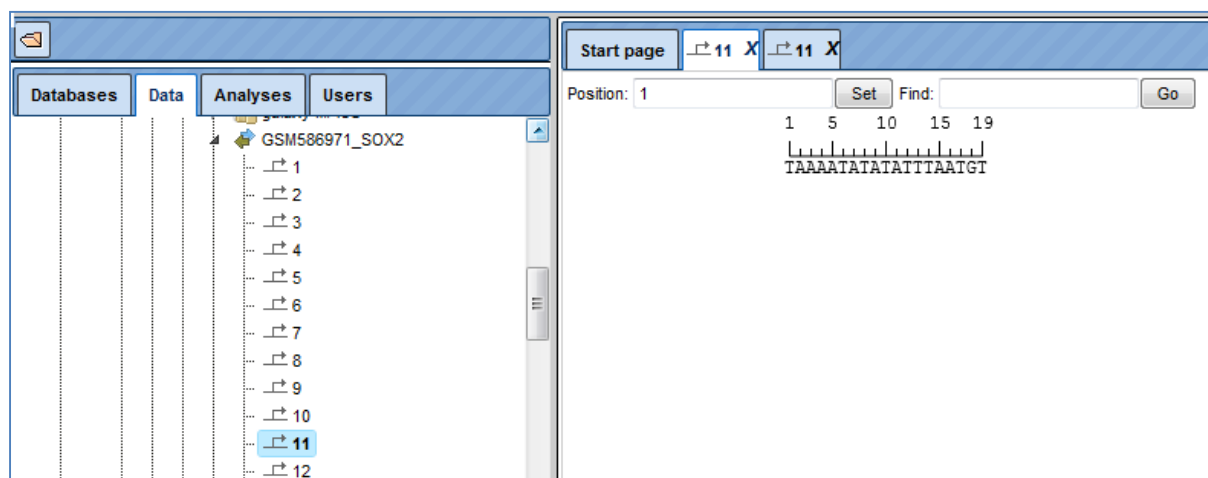 Databases Data Analyses Users
GSM586971_SOX2
1
2
3
4
5
6
7
8
9
10
11
12
Start page 11 X 11 X
Position: 1 Set Find: Go
1 5 10 15 19
TAAAATATATATTTAATGT